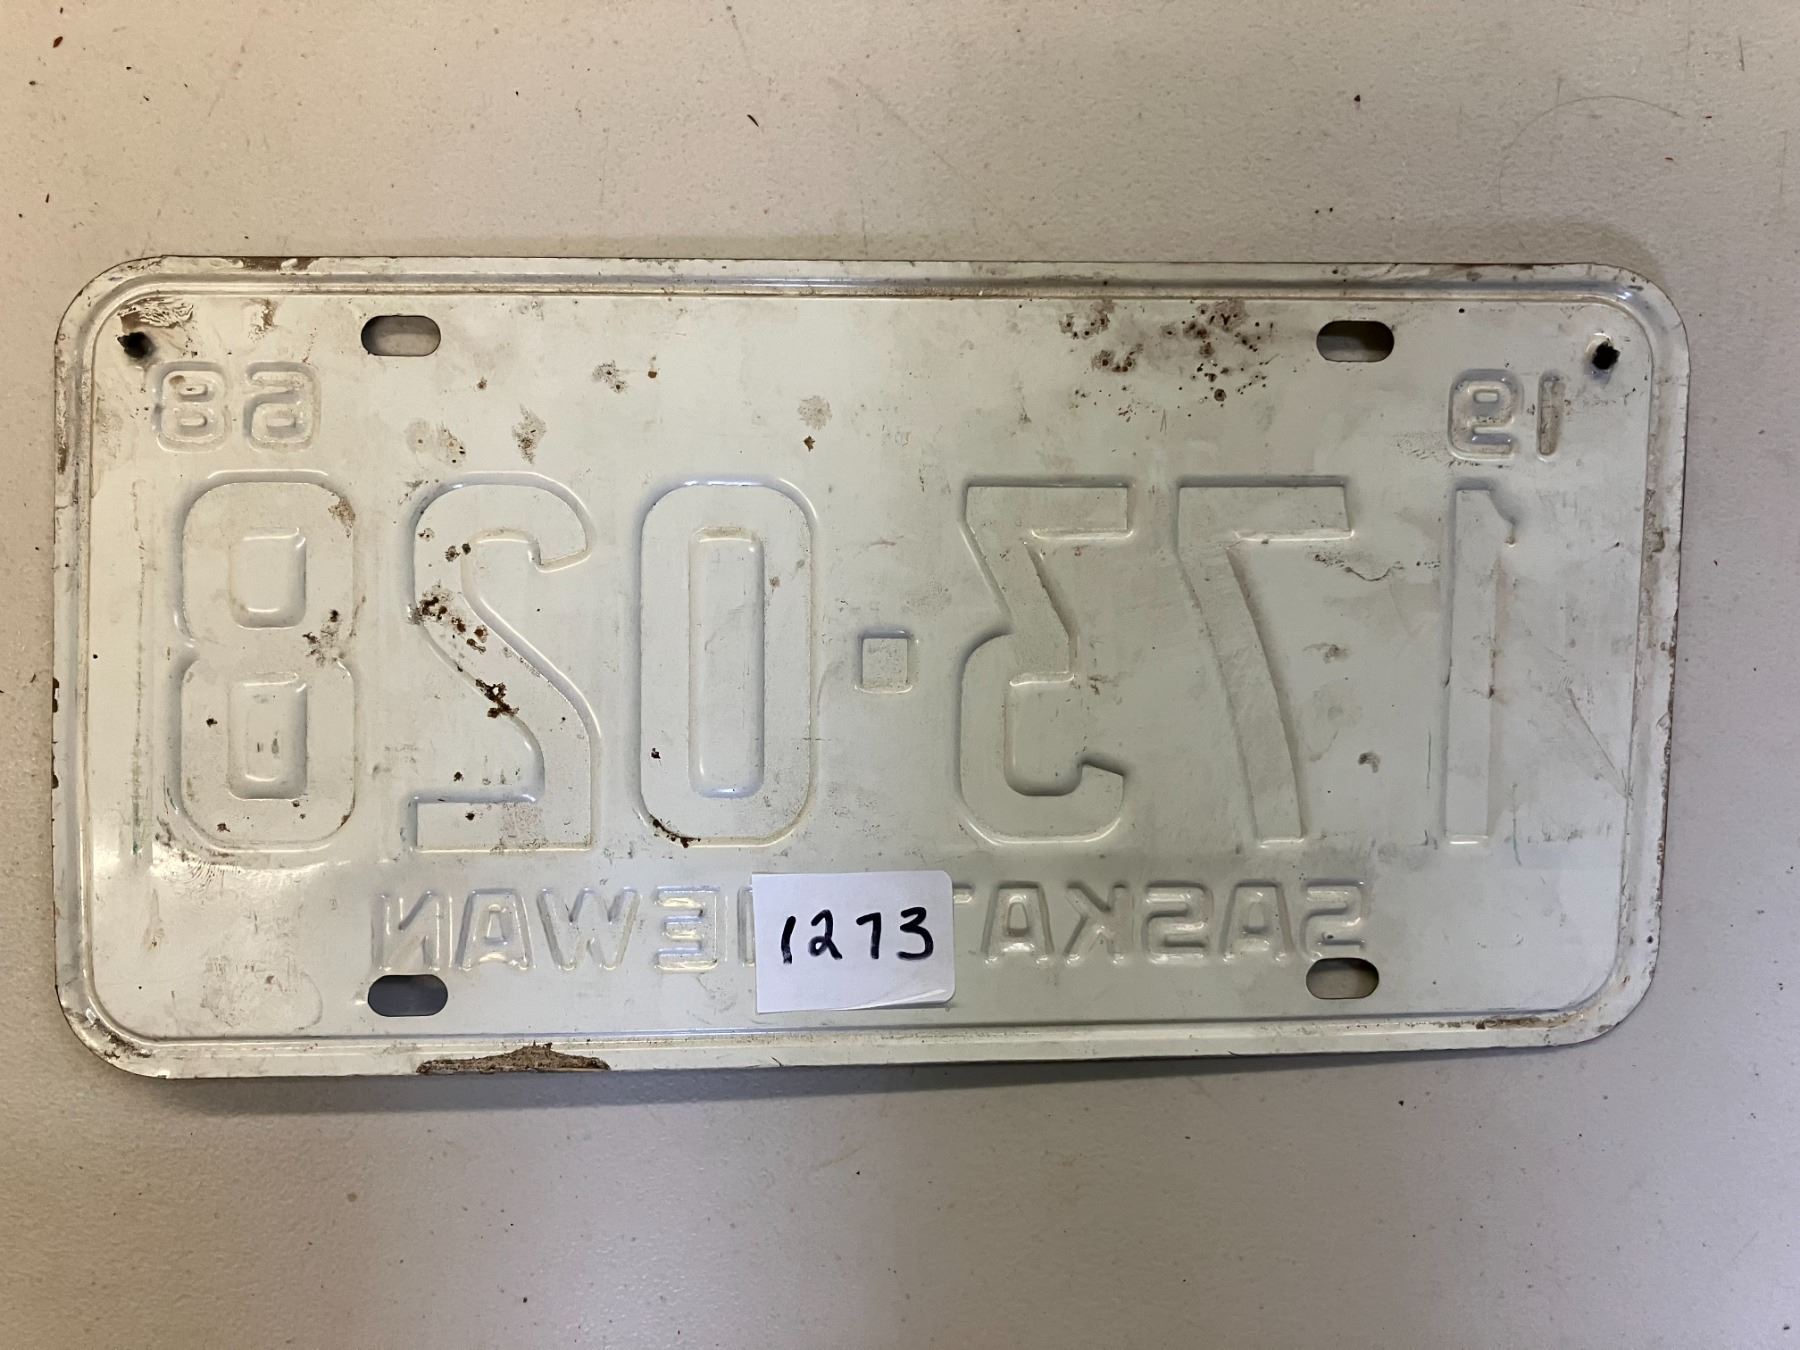 19 68
173·028
SASKAT EWAN
1273